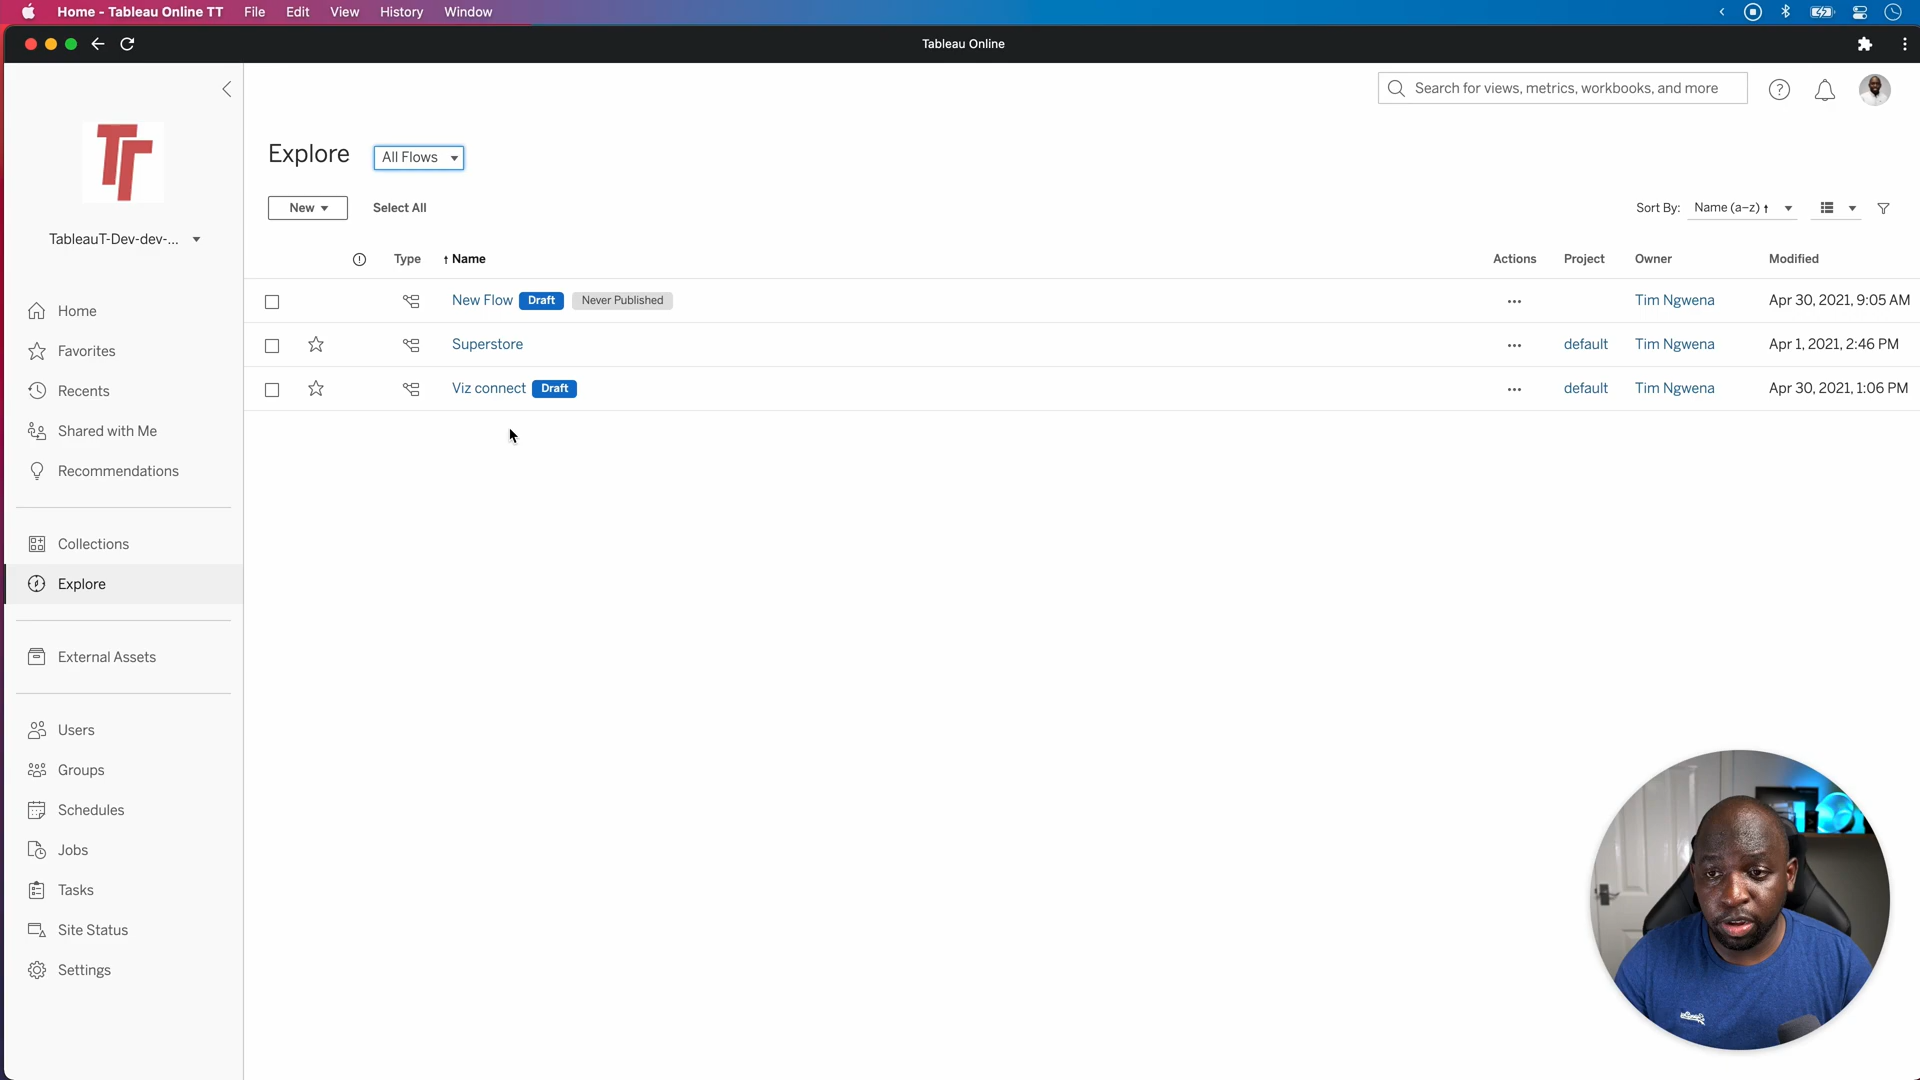 Home - Tableau Online TT File Edit View History Window
Tableau Online
Search for views, metrics, workbooks, and more
TT
Explore All Flows
New Select All Sort By: Name (a–z) ↑
TableauT-Dev-dev-...
Type ↑ Name Actions Project Owner Modified
New Flow Draft Never Published ... Tim Ngwena Apr 30, 2021, 9:05 AM
Superstore ... default Tim Ngwena Apr 1, 2021, 2:46 PM
Viz connect Draft ... default Tim Ngwena Apr 30, 2021, 1:06 PM
Home
Favorites
Recents
Shared with Me
Recommendations
Collections
Explore
External Assets
Users
Groups
Schedules
Jobs
Tasks
Site Status
Settings